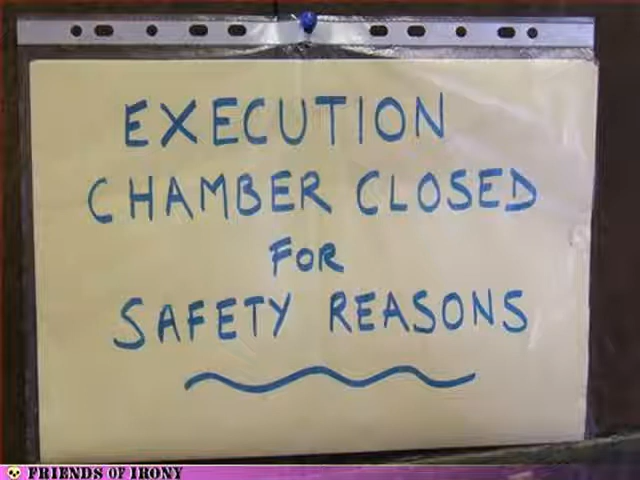 EXECUTION
CHAMBER CLOSED
FOR
SAFETY REASONS
FRIENDS OF IRONY